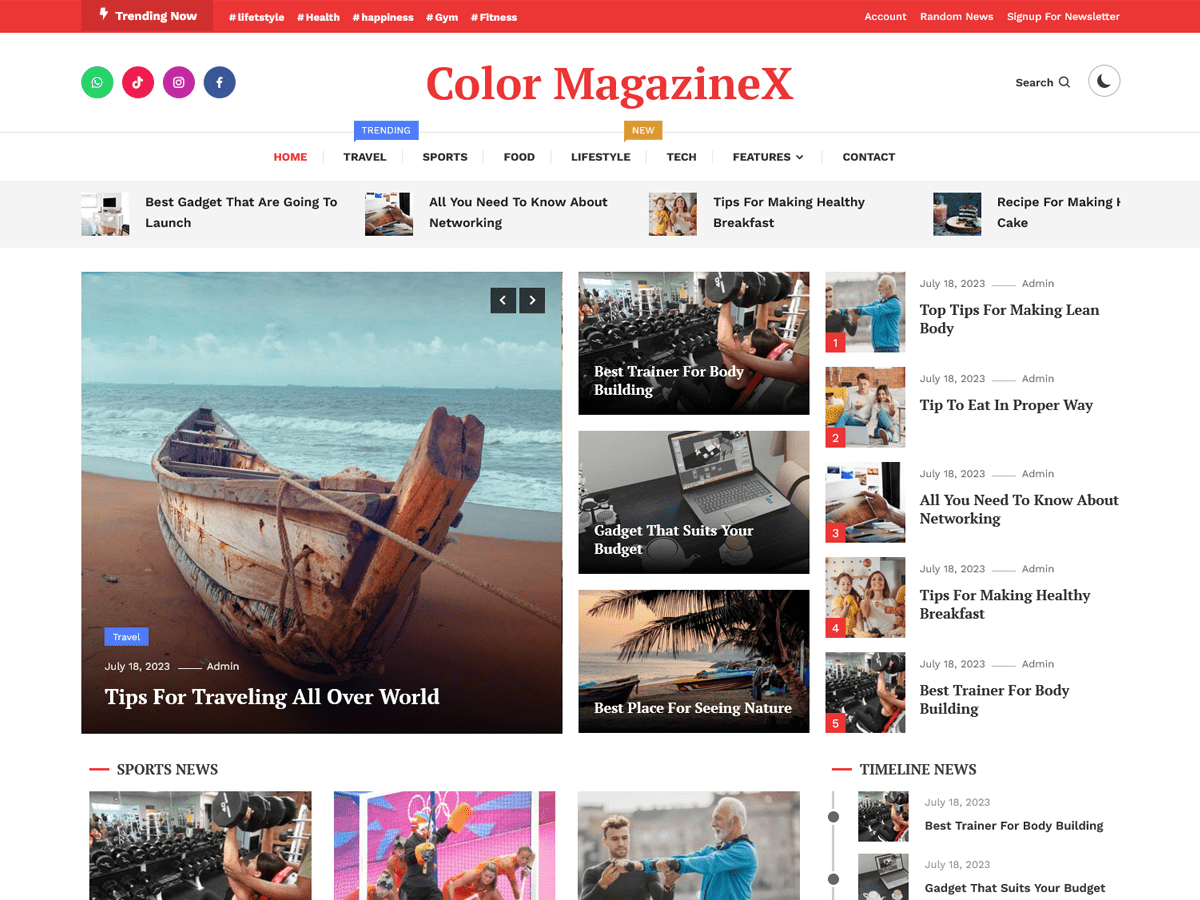 Trending Now
#lifetstyle #Health #happiness #Gym #Fitness
Account Random News Signup For Newsletter
Color MagazineX
Search
TRENDING
NEW
HOME TRAVEL SPORTS FOOD LIFESTYLE TECH FEATURES CONTACT
Best Gadget That Are Going To
Launch
All You Need To Know About
Networking
Tips For Making Healthy
Breakfast
Recipe For Making
Cake
Travel
July 18, 2023 Admin
Tips For Traveling All Over World
Best Trainer For Body
Building
Gadget That Suits Your
Budget
Best Place For Seeing Nature
1
July 18, 2023 Admin
Top Tips For Making Lean
Body
2
July 18, 2023 Admin
Tip To Eat In Proper Way
3
July 18, 2023 Admin
All You Need To Know About
Networking
4
July 18, 2023 Admin
Tips For Making Healthy
Breakfast
5
July 18, 2023 Admin
Best Trainer For Body
Building
SPORTS NEWS
TIMELINE NEWS
July 18, 2023
Best Trainer For Body Building
July 18, 2023
Gadget That Suits Your Budget